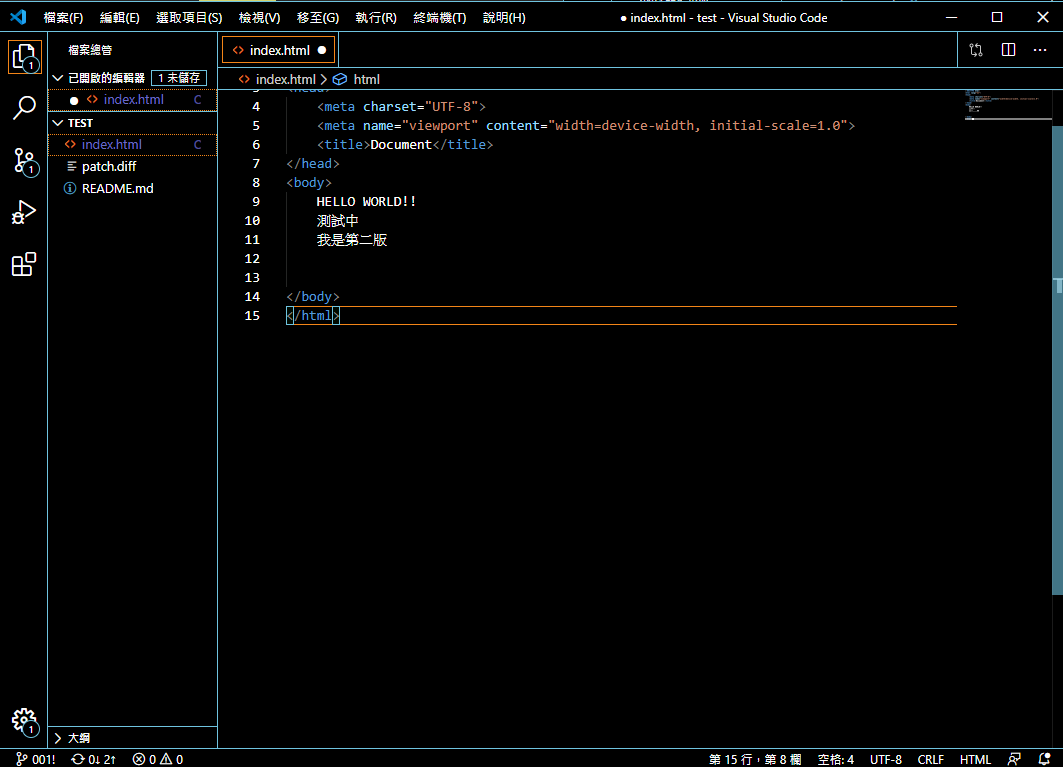 檔案(F) 編輯(E) 選取項目(S) 檢視(V) 移至(G) 執行(R) 終端機(T) 說明(H) ● index.html - test - Visual Studio Code
檔案總管
已開啟的編輯器 1 未儲存
index.html C
TEST
index.html C
patch.diff
README.md
大綱
<> index.html ●
<> index.html > html
4 <meta charset="UTF-8">
5 <meta name="viewport" content="width=device-width, initial-scale=1.0">
6 <title>Document</title>
7 </head>
8 <body>
9 HELLO WORLD!!
10 測試中
11 我是第二版
12
13
14 </body>
15 </html>
1
1
1
001! 0↓ 2↑ 0 0 第 15 行，第 8 欄 空格: 4 UTF-8 CRLF HTML